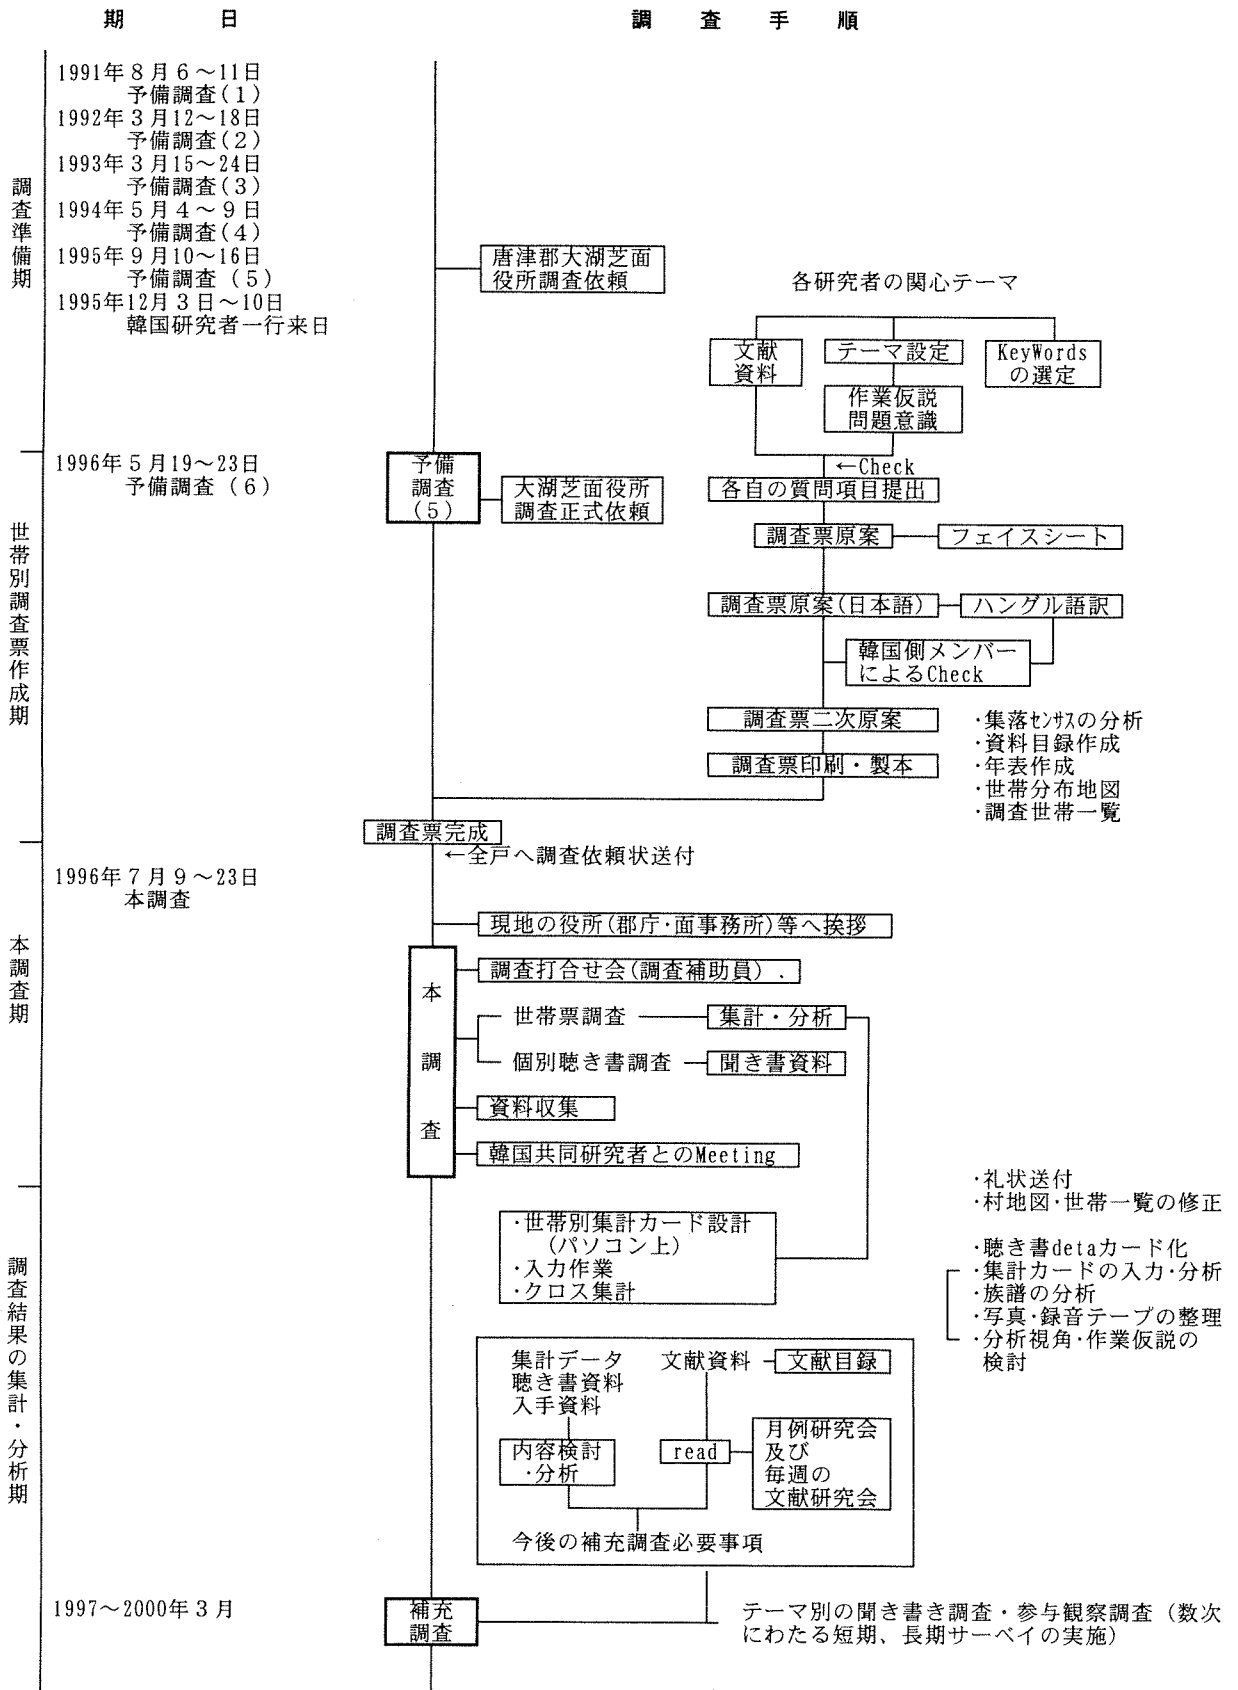 期　　日
調　査　手　順
調査準備期
1991年８月６～11日
予備調査(１)
1992年３月12～18日
予備調査(２)
1993年３月15～24日
予備調査(３)
1994年５月４～９日
予備調査(４)
1995年９月10～16日
予備調査（５）
1995年12月３日～10日
韓国研究者一行来日
唐津郡大湖芝面
役所調査依頼
各研究者の関心テーマ
文献
資料
テーマ設定
KeyWords
の選定
作業仮説
問題意識
世帯別調査票作成期
1996年５月19～23日
予備調査（６）
予備
調査
(５)
大湖芝面役所
調査正式依頼
←Check
各自の質問項目提出
調査票原案
フェイスシート
調査票原案(日本語)
ハングル語訳
韓国側メンバー
によるCheck
調査票二次原案
調査票印刷・製本
・集落ｾﾝｻｽの分析
・資料目録作成
・年表作成
・世帯分布地図
・調査世帯一覧
調査票完成
←全戸へ調査依頼状送付
本調査期
1996年７月９～23日
本調査
現地の役所(郡庁・面事務所)等へ挨拶
本調査
調査打合せ会(調査補助員) .
世帯票調査
集計・分析
個別聴き書調査
聞き書資料
資料収集
韓国共同研究者とのMeeting
調査結果の集計・分析期
・礼状送付
・村地図・世帯一覧の修正
・世帯別集計カード設計
(パソコン上)
・入力作業
・クロス集計
・聴き書detaカード化
・集計カードの入力・分析
・族譜の分析
・写真・録音テープの整理
・分析視角・作業仮説の
検討
集計データ
聴き書資料
入手資料
文献資料
文献目録
内容検討
・分析
read
月例研究会
及び
毎週の
文献研究会
今後の補充調査必要事項
1997～2000年３月
補充
調査
テーマ別の聞き書き調査・参与観察調査（数次
にわたる短期、長期サーベイの実施）